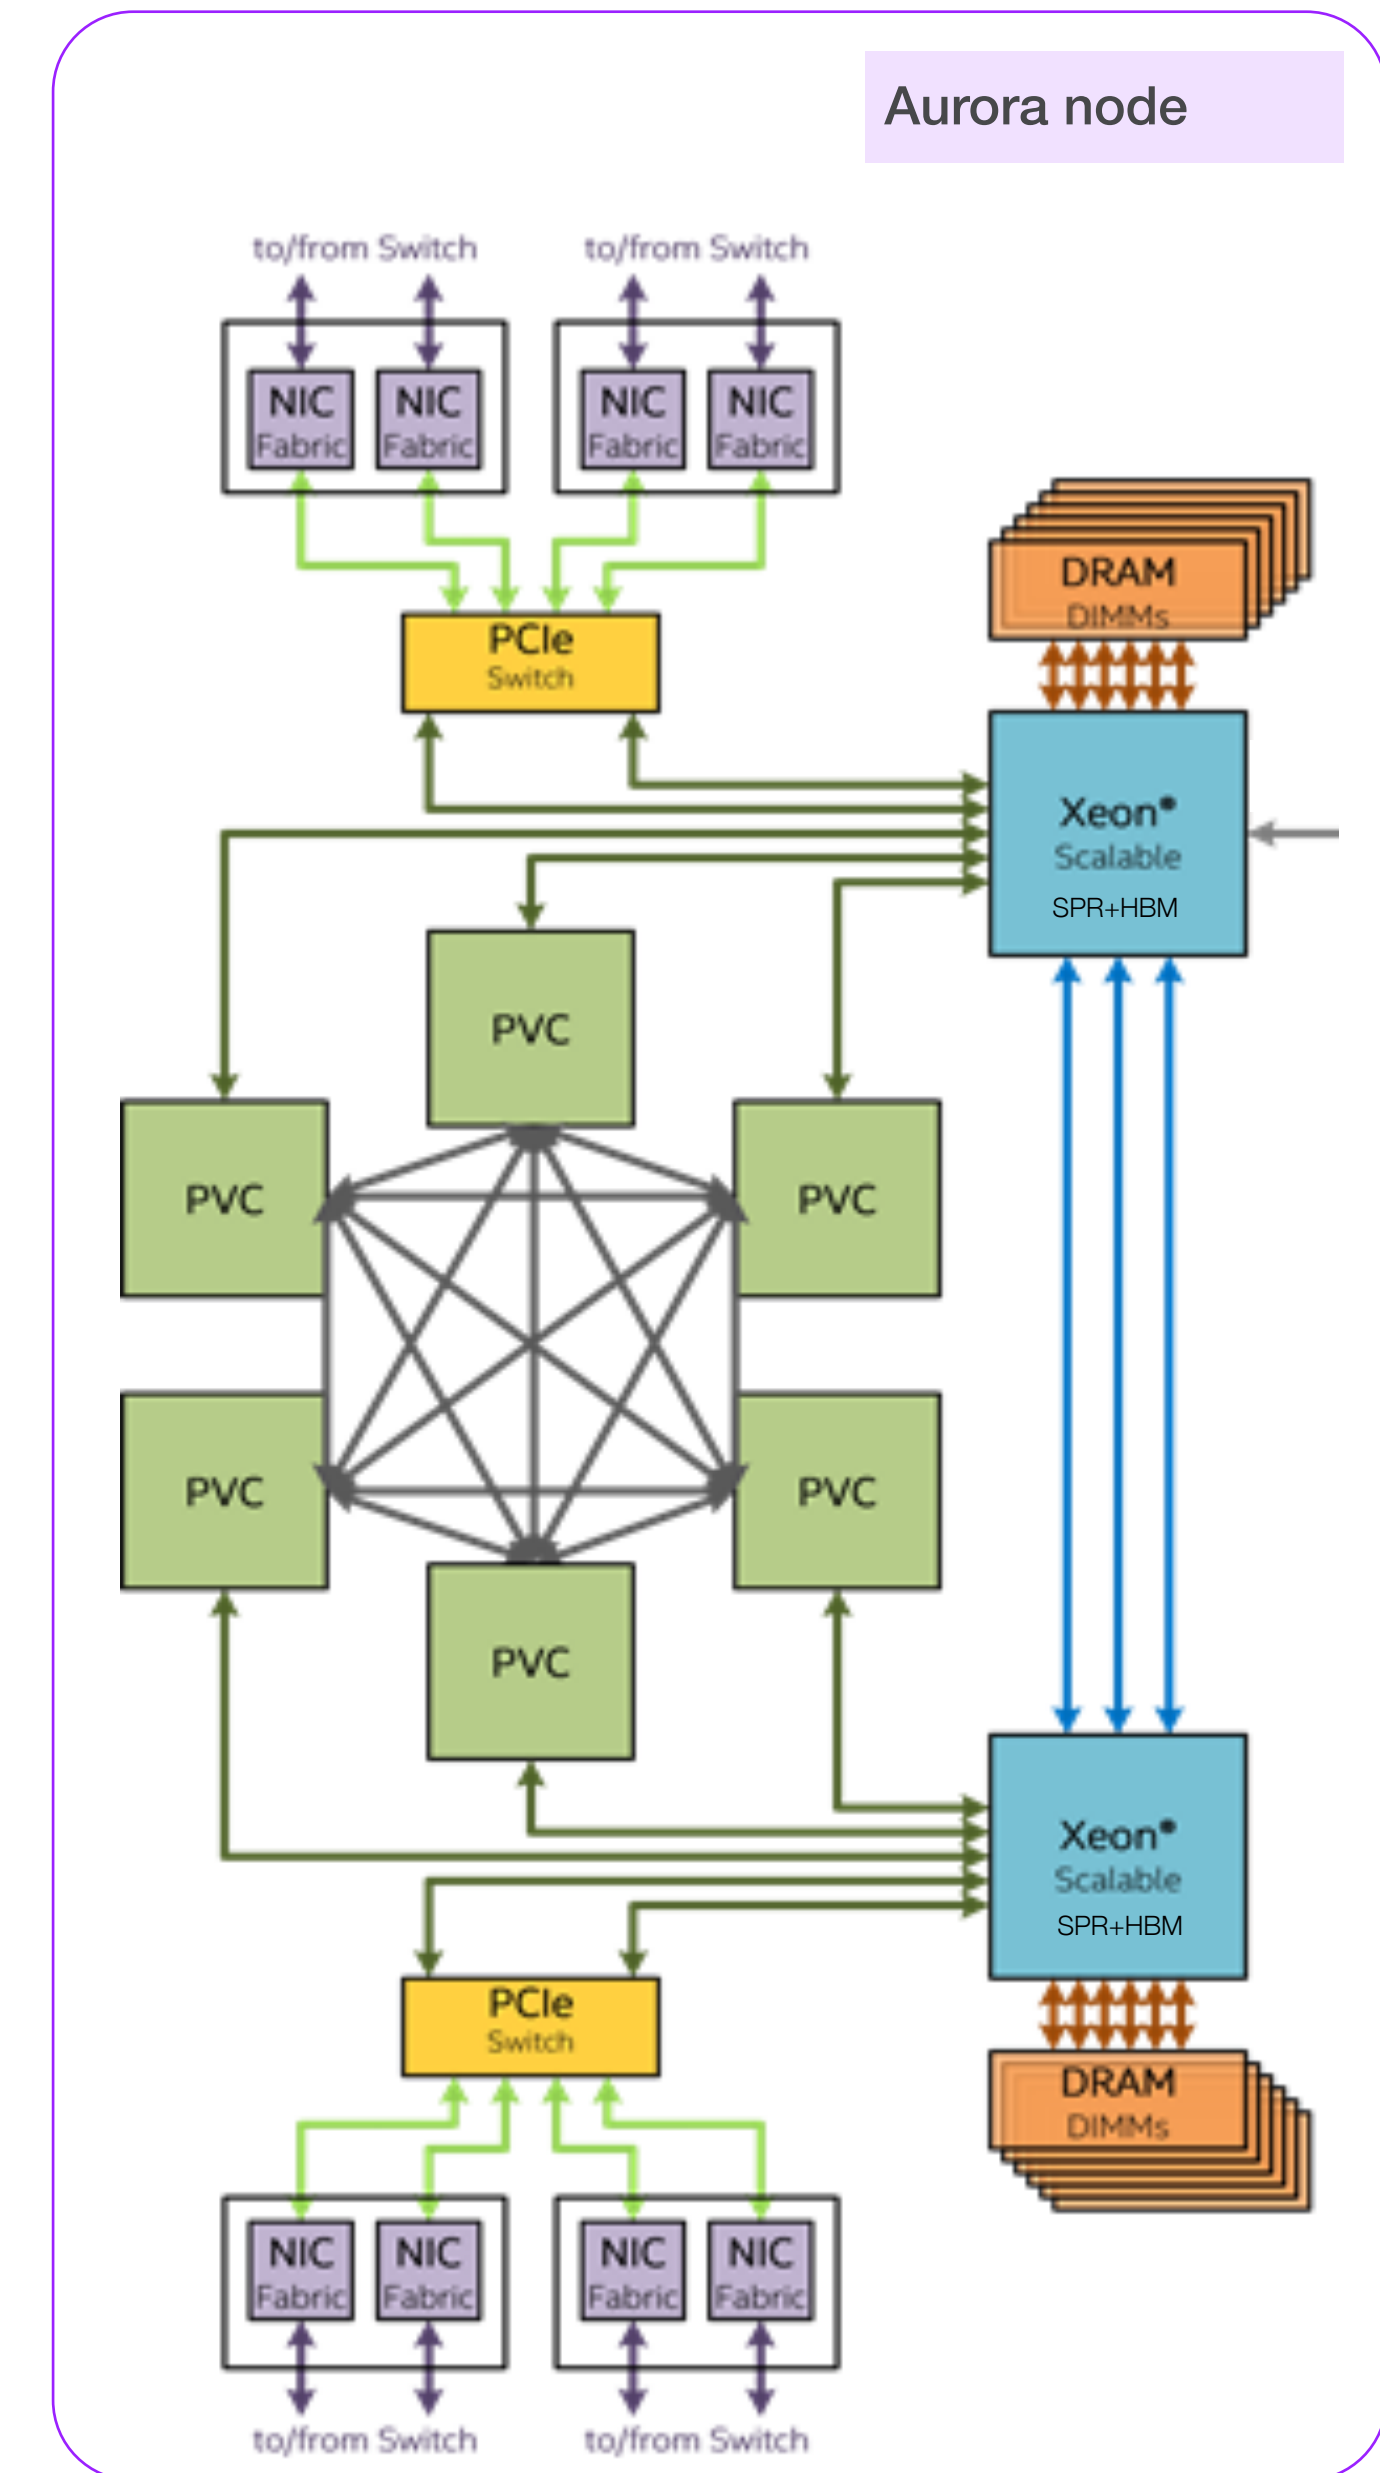 Aurora node
to/from Switch
to/from Switch
NIC
Fabric
NIC
Fabric
NIC
Fabric
NIC
Fabric
DRAM
DIMMs
PCIe
Switch
Xeon®
Scalable
SPR+HBM
PVC
PVC
PVC
PVC
PVC
PVC
Xeon®
Scalable
SPR+HBM
PCIe
Switch
DRAM
DIMMs
NIC
Fabric
NIC
Fabric
NIC
Fabric
NIC
Fabric
to/from Switch
to/from Switch